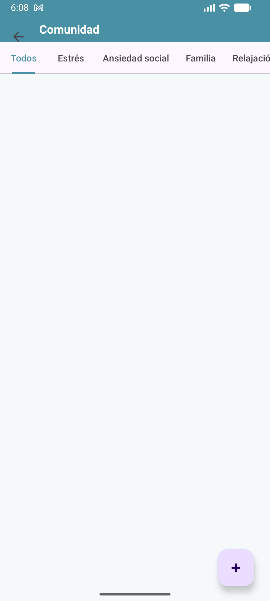 6:08
Comunidad
Todos Estrés Ansiedad social Familia Relajació
+